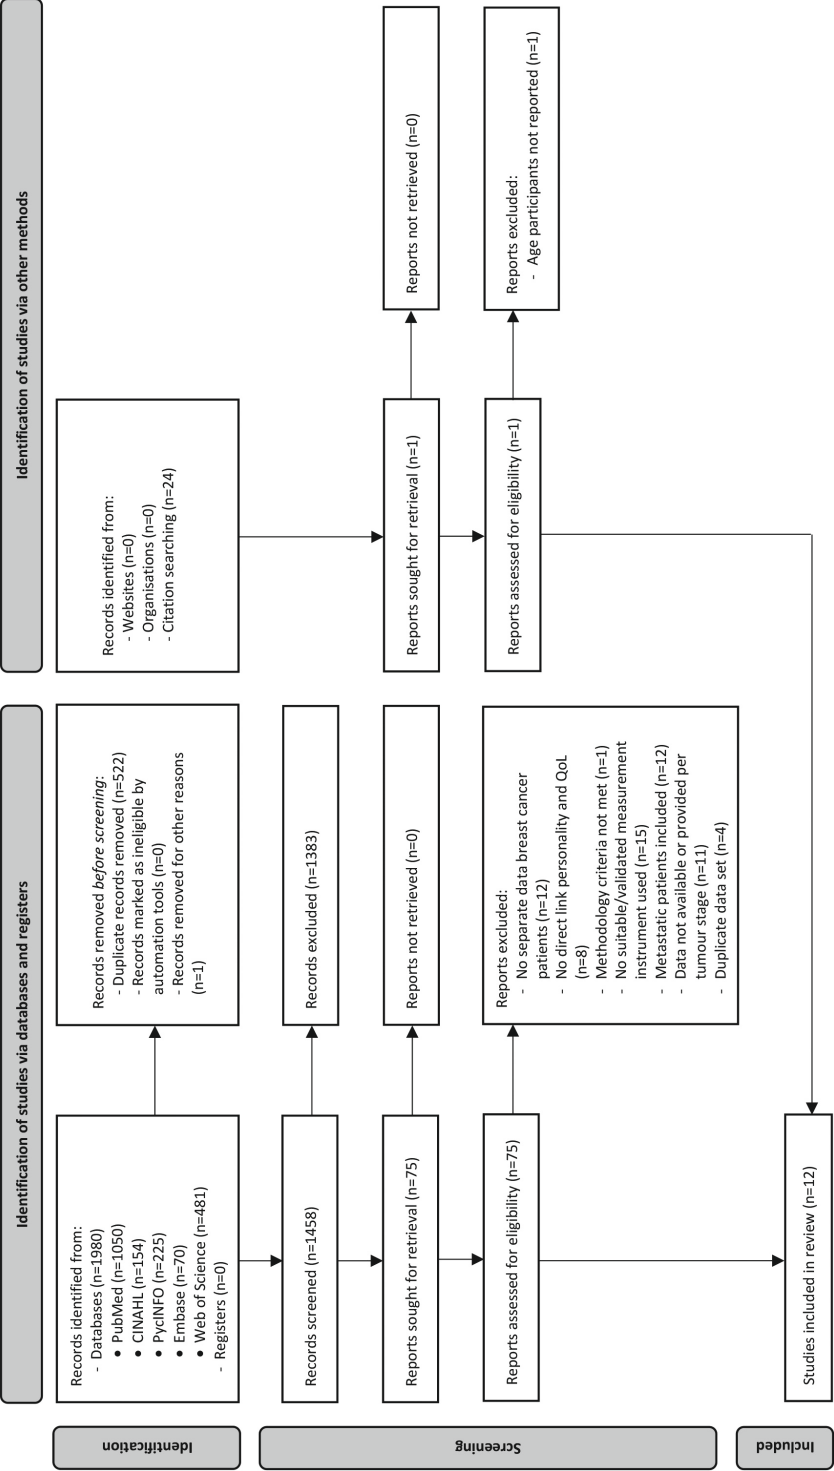 Identification of studies via databases and registers
Identification of studies via other methods
Identification
Records identified from:
- Databases (n=1980)
● PubMed (n=1050)
● CINAHL (n=154)
● PycINFO (n=225)
● Embase (n=70)
● Web of Science (n=481)
- Registers (n=0)
Records removed before screening:
- Duplicate records removed (n=522)
- Records marked as ineligible by
automation tools (n=0)
- Records removed for other reasons
(n=1)
Records identified from:
- Websites (n=0)
- Organisations (n=0)
- Citation searching (n=24)
Screening
Records screened (n=1458)
Records excluded (n=1383)
Reports sought for retrieval (n=75)
Reports not retrieved (n=0)
Reports sought for retrieval (n=1)
Reports not retrieved (n=0)
Reports assessed for eligibility (n=75)
Reports excluded:
- No separate data breast cancer
patients (n=12)
- No direct link personality and QoL
(n=8)
- Methodology criteria not met (n=1)
- No suitable/validated measurement
instrument used (n=15)
- Metastatic patients included (n=12)
- Data not available or provided per
tumour stage (n=11)
- Duplicate data set (n=4)
Reports assessed for eligibility (n=1)
Reports excluded:
- Age participants not reported (n=1)
Included
Studies included in review (n=12)